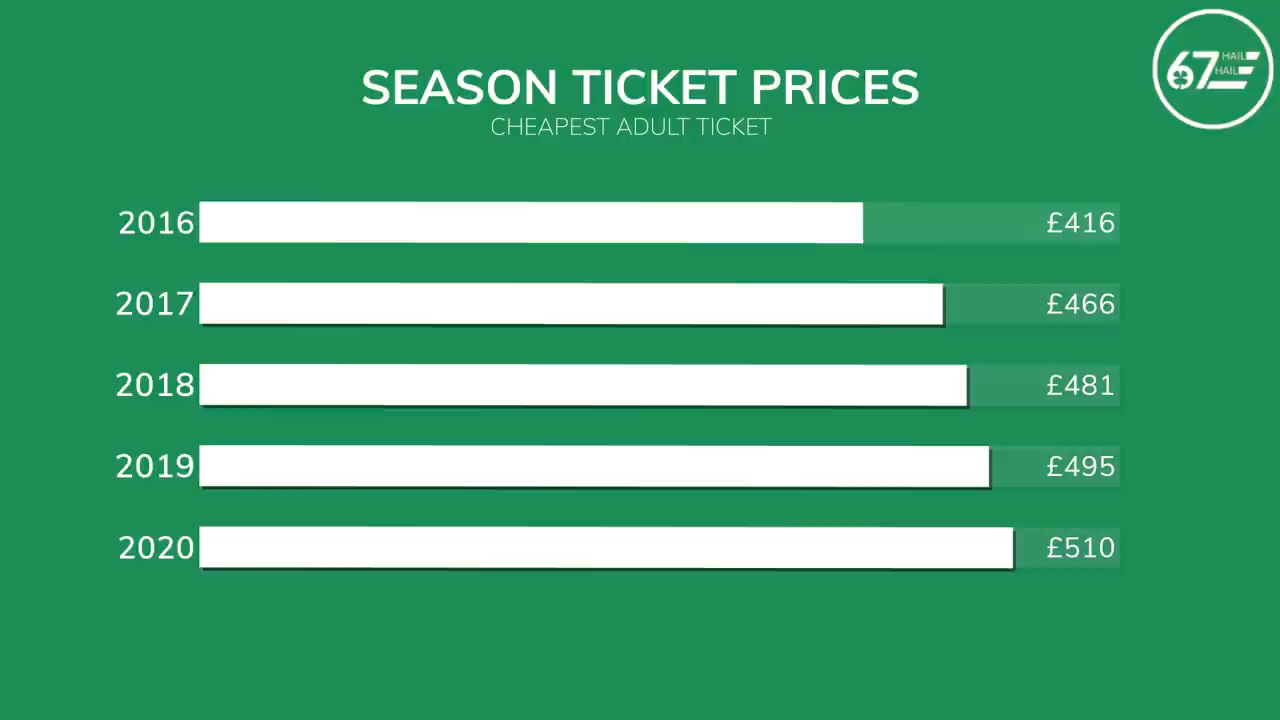 67 HAIL
HAIL
SEASON TICKET PRICES
CHEAPEST ADULT TICKET
2016 £416
2017 £466
2018 £481
2019 £495
2020 £510